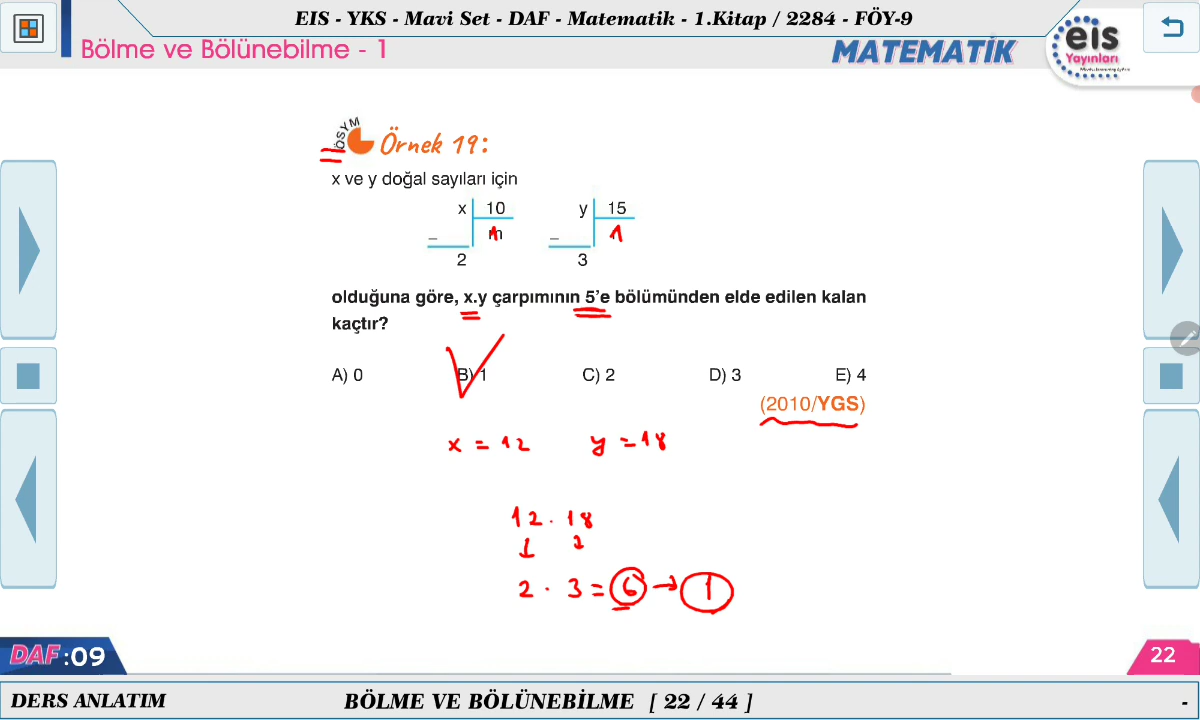 EIS - YKS - Mavi Set - DAF - Matematik - 1.Kitap / 2284 - FÖY-9
Bölme ve Bölünebilme - 1
MATEMATİK
eis
Yayınları
ÖSYM
Örnek 19:
x ve y doğal sayıları için
x 10 y 15
m 1
2 3
olduğuna göre, x.y çarpımının 5'e bölümünden elde edilen kalan
kaçtır?
A) 0 B) 1 C) 2 D) 3 E) 4
(2010/YGS)
x = 12 y = 18
12 . 18
2 . 3 = 6 → 1
DAF :09
22
DERS ANLATIM BÖLME VE BÖLÜNEBİLME [ 22 / 44 ] -